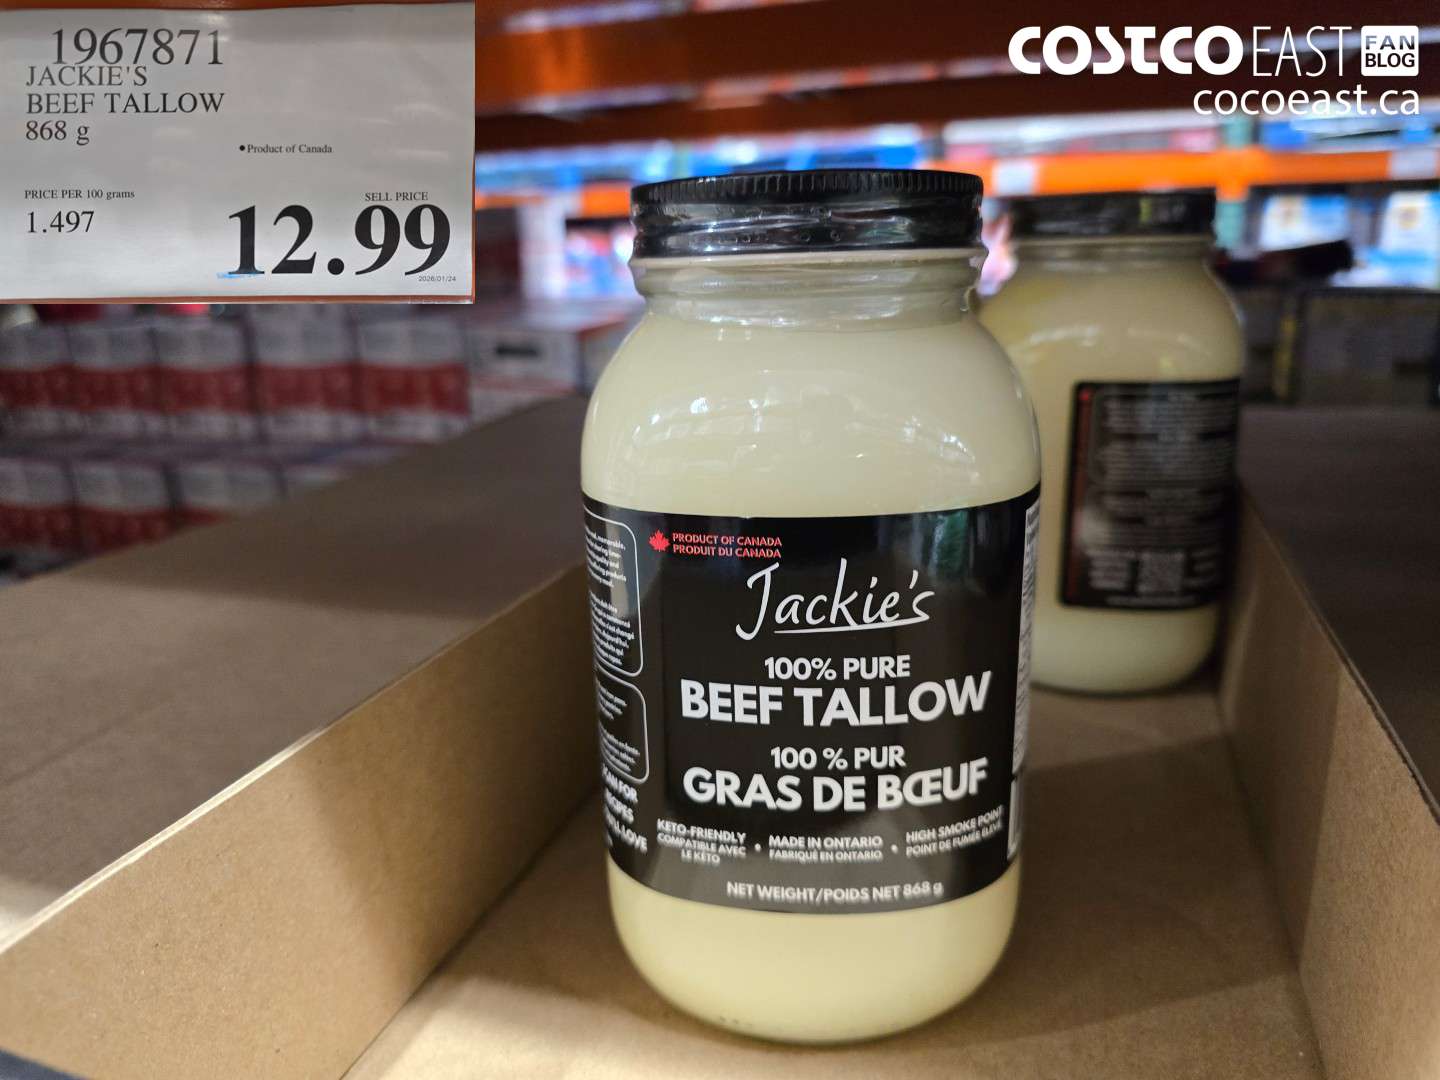 1967871
JACKIE'S
BEEF TALLOW
868 g
•Product of Canada
PRICE PER 100 grams
1.497
SELL PRICE
12.99
2026/01/24
COSTCO EAST FAN BLOG
cocoeast.ca
PRODUCT OF CANADA
PRODUIT DU CANADA
Jackie's
100% PURE
BEEF TALLOW
100 % PUR
GRAS DE BŒUF
KETO-FRIENDLY
COMPATIBLE AVEC
LE KÉTO
• MADE IN ONTARIO
FABRIQUÉ EN ONTARIO
• HIGH SMOKE POINT
POINT DE FUMÉE ÉLEVÉ
NET WEIGHT/POIDS NET 868 g